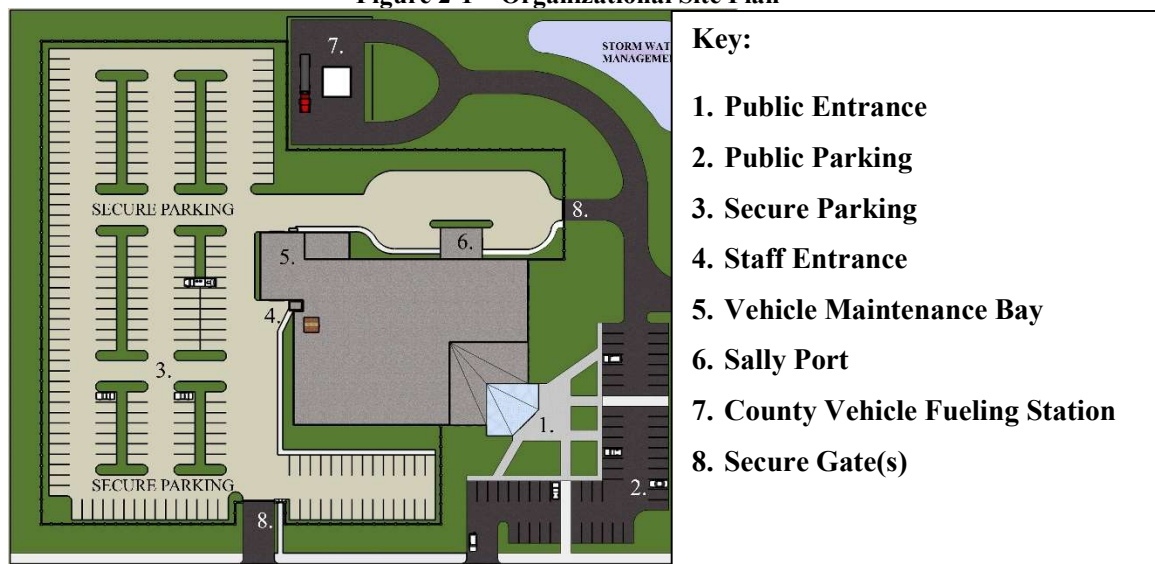 Figure 2-1 – Organizational Site Plan
7.
STORM WAT
MANAGEME
SECURE PARKING
8.
6.
5.
4.
3.
1.
SECURE PARKING
2.
8.
Key:
1. Public Entrance
2. Public Parking
3. Secure Parking
4. Staff Entrance
5. Vehicle Maintenance Bay
6. Sally Port
7. County Vehicle Fueling Station
8. Secure Gate(s)